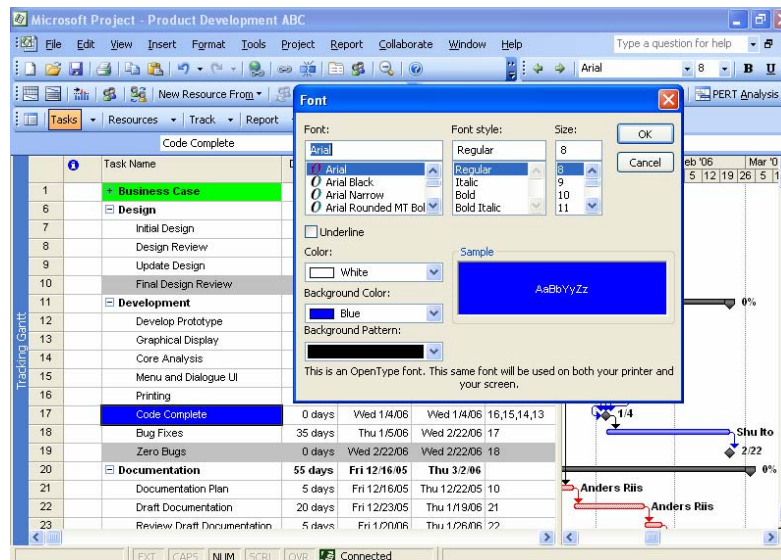 Microsoft Project - Product Development ABC
File Edit View Insert Format Tools Project Report Collaborate Window Help Type a question for help
Arial 8 B U
New Resource From PERT Analysis
Tasks Resources Track Report
Code Complete
Task Name D eb '06 Mar '0
5 12 19 26 5 1
1 + Business Case
6 Design
7 Initial Design
8 Design Review
9 Update Design
10 Final Design Review
11 Development 0%
12 Develop Prototype
13 Graphical Display
14 Core Analysis
15 Menu and Dialogue UI
16 Printing
17 Code Complete 0 days Wed 1/4/06 Wed 1/4/06 16,15,14,13 1/4
18 Bug Fixes 35 days Thu 1/5/06 Wed 2/22/06 17 Shu Ito
19 Zero Bugs 0 days Wed 2/22/06 Wed 2/22/06 18 2/22
20 Documentation 55 days Fri 12/16/05 Thu 3/2/06 0%
21 Documentation Plan 5 days Fri 12/16/05 Thu 12/22/05 10 Anders Riis
22 Draft Documentation 20 days Fri 12/23/05 Thu 1/19/06 21 Anders Riis
23 Review Draft Documentation 5 days Fri 1/20/06 Thu 1/26/06 22
Tracking Gantt
EXT CAPS NUM SCRL OVR Connected
Font
Font: Font style: Size:
Arial Regular 8 OK
Arial Regular 8 Cancel
Arial Black Italic 9
Arial Narrow Bold 10
Arial Rounded MT Bol Bold Italic 11
Underline
Color: Sample
White
AaBbYyZz
Background Color:
Blue
Background Pattern:
This is an OpenType font. This same font will be used on both your printer and
your screen.